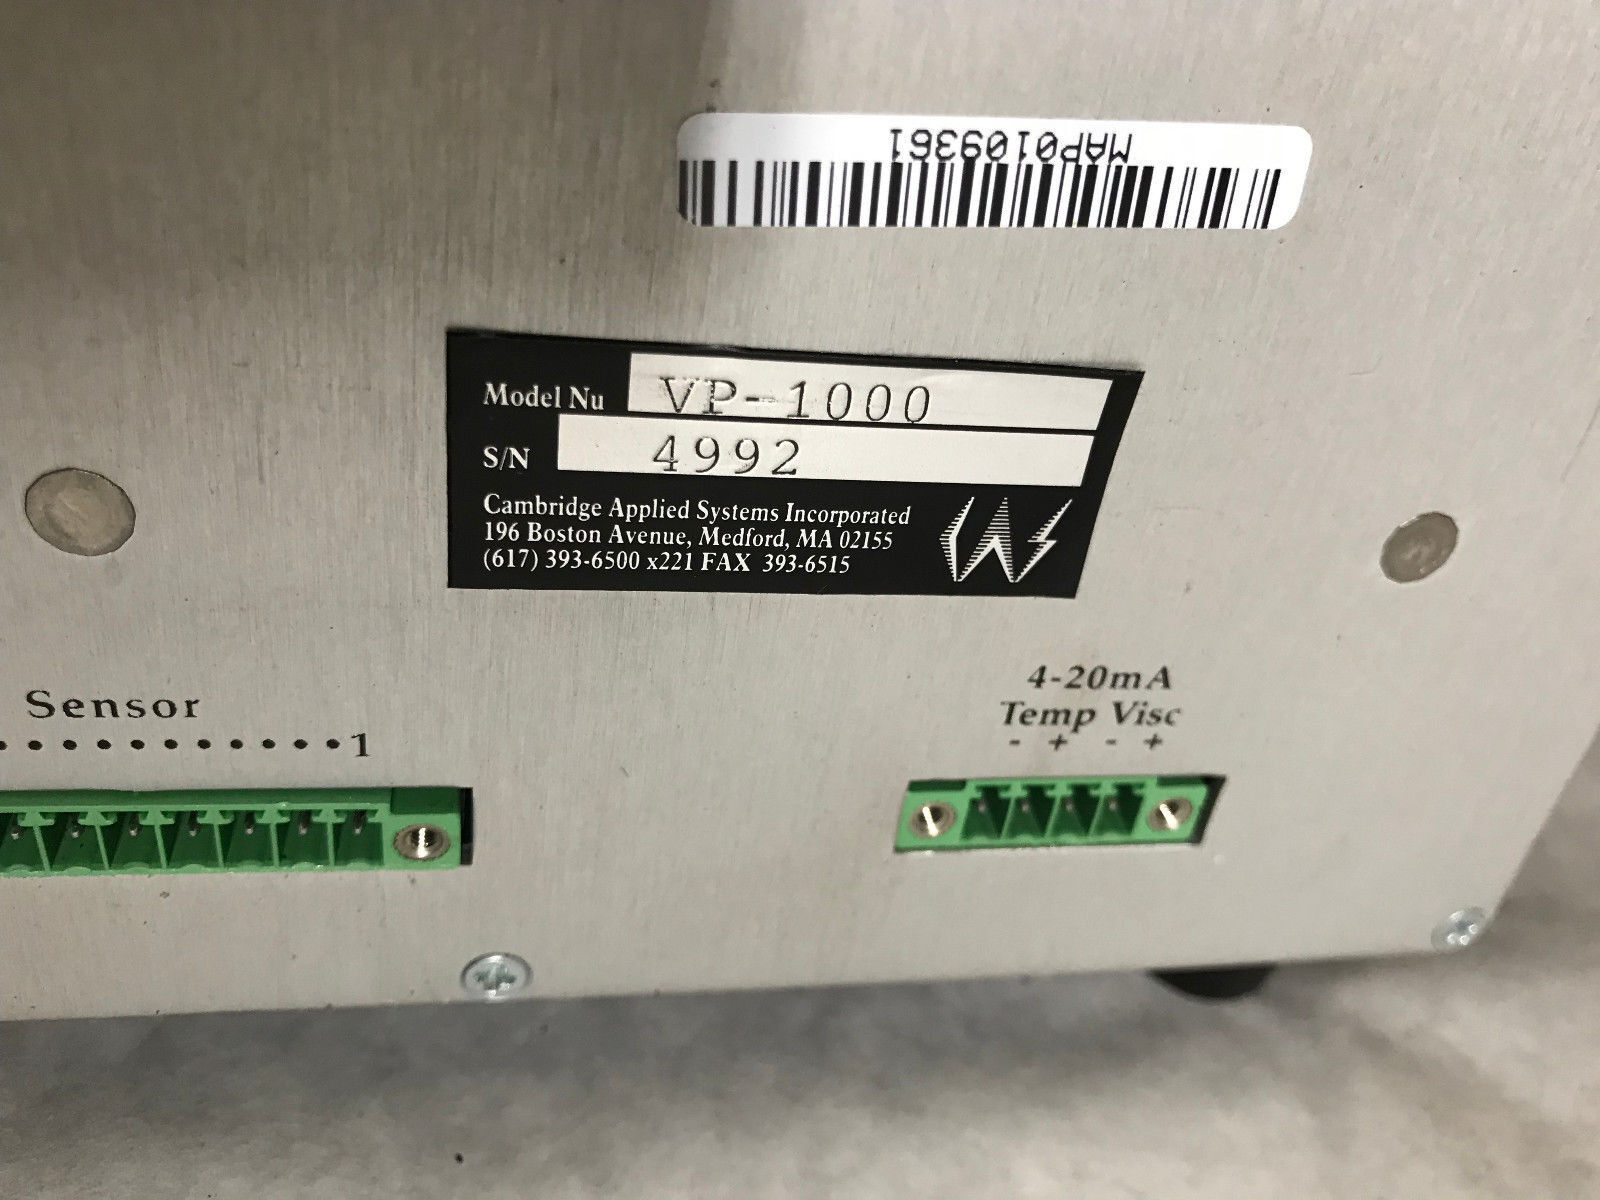 MAP0109361
Model Nu VP-1000
S/N 4992
Cambridge Applied Systems Incorporated
196 Boston Avenue, Medford, MA 02155
(617) 393-6500 x221 FAX 393-6515
Sensor
1
4-20mA
Temp Visc
- + - +